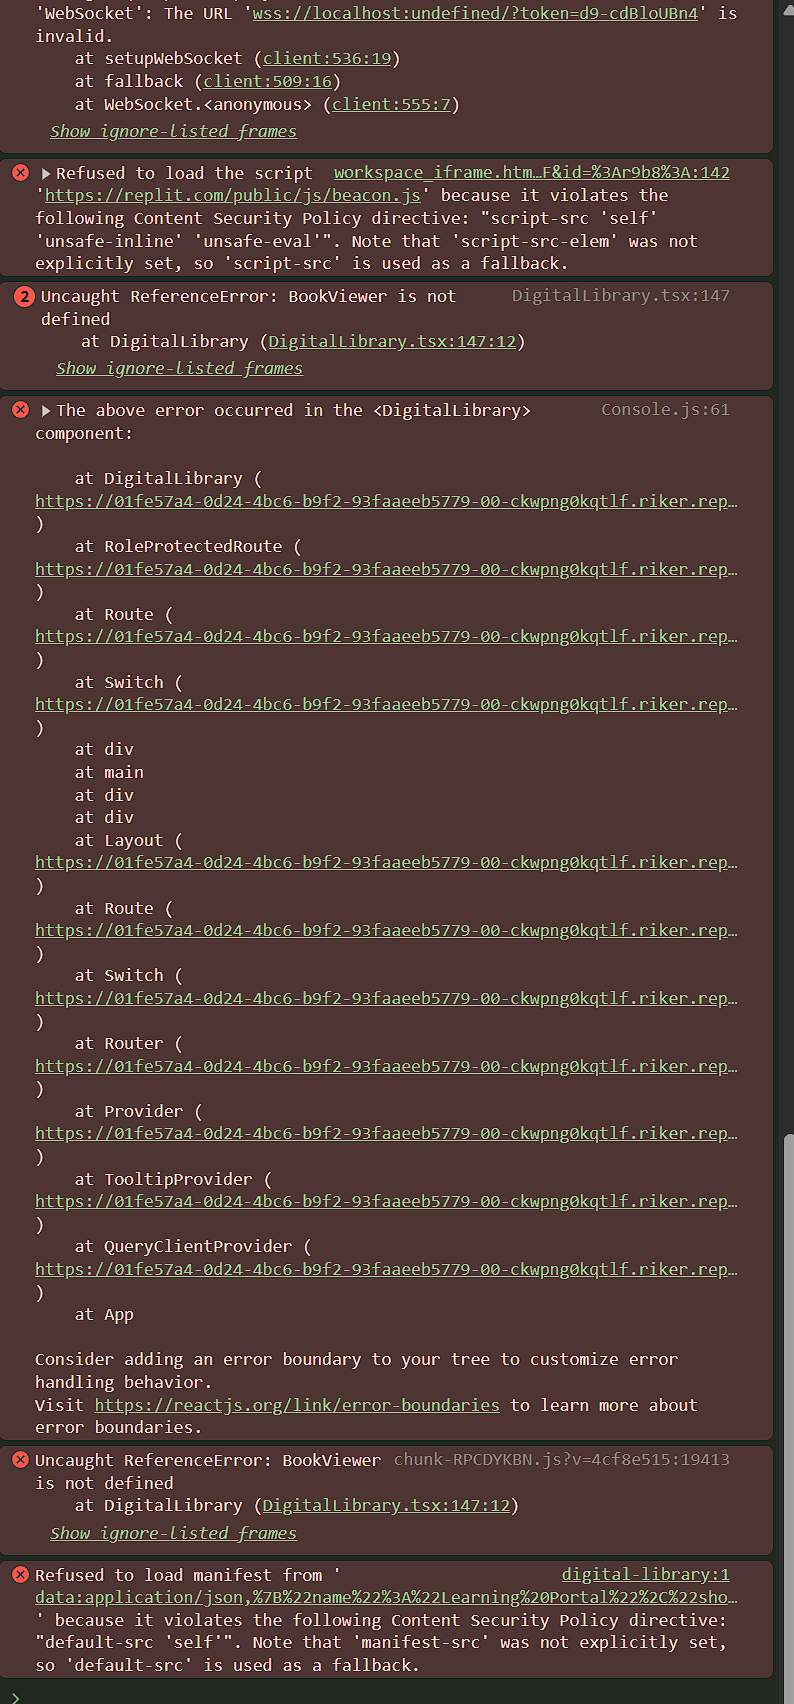 'WebSocket': The URL 'wss://localhost:undefined/?token=d9-cdBloUBn4' is
invalid.
at setupWebSocket (client:536:19)
at fallback (client:509:16)
at WebSocket.<anonymous> (client:555:7)
Show ignore-listed frames
Refused to load the script workspace_iframe.htm…F&id=%3Ar9b8%3A:142
'https://replit.com/public/js/beacon.js' because it violates the
following Content Security Policy directive: "script-src 'self'
'unsafe-inline' 'unsafe-eval'". Note that 'script-src-elem' was not
explicitly set, so 'script-src' is used as a fallback.
2 Uncaught ReferenceError: BookViewer is not DigitalLibrary.tsx:147
defined
at DigitalLibrary (DigitalLibrary.tsx:147:12)
Show ignore-listed frames
The above error occurred in the <DigitalLibrary> Console.js:61
component:
at DigitalLibrary (
https://01fe57a4-0d24-4bc6-b9f2-93faaeeb5779-00-ckwpng0kqtlf.riker.rep…
)
at RoleProtectedRoute (
https://01fe57a4-0d24-4bc6-b9f2-93faaeeb5779-00-ckwpng0kqtlf.riker.rep…
)
at Route (
https://01fe57a4-0d24-4bc6-b9f2-93faaeeb5779-00-ckwpng0kqtlf.riker.rep…
)
at Switch (
https://01fe57a4-0d24-4bc6-b9f2-93faaeeb5779-00-ckwpng0kqtlf.riker.rep…
)
at div
at main
at div
at div
at Layout (
https://01fe57a4-0d24-4bc6-b9f2-93faaeeb5779-00-ckwpng0kqtlf.riker.rep…
)
at Route (
https://01fe57a4-0d24-4bc6-b9f2-93faaeeb5779-00-ckwpng0kqtlf.riker.rep…
)
at Switch (
https://01fe57a4-0d24-4bc6-b9f2-93faaeeb5779-00-ckwpng0kqtlf.riker.rep…
)
at Router (
https://01fe57a4-0d24-4bc6-b9f2-93faaeeb5779-00-ckwpng0kqtlf.riker.rep…
)
at Provider (
https://01fe57a4-0d24-4bc6-b9f2-93faaeeb5779-00-ckwpng0kqtlf.riker.rep…
)
at TooltipProvider (
https://01fe57a4-0d24-4bc6-b9f2-93faaeeb5779-00-ckwpng0kqtlf.riker.rep…
)
at QueryClientProvider (
https://01fe57a4-0d24-4bc6-b9f2-93faaeeb5779-00-ckwpng0kqtlf.riker.rep…
)
at App
Consider adding an error boundary to your tree to customize error
handling behavior.
Visit https://reactjs.org/link/error-boundaries to learn more about
error boundaries.
Uncaught ReferenceError: BookViewer chunk-RPCDYKBN.js?v=4cf8e515:19413
is not defined
at DigitalLibrary (DigitalLibrary.tsx:147:12)
Show ignore-listed frames
Refused to load manifest from ' digital-library:1
data:application/json,%7B%22name%22%3A%22Learning%20Portal%22%2C%22sho…
' because it violates the following Content Security Policy directive:
"default-src 'self'". Note that 'manifest-src' was not explicitly set,
so 'default-src' is used as a fallback.